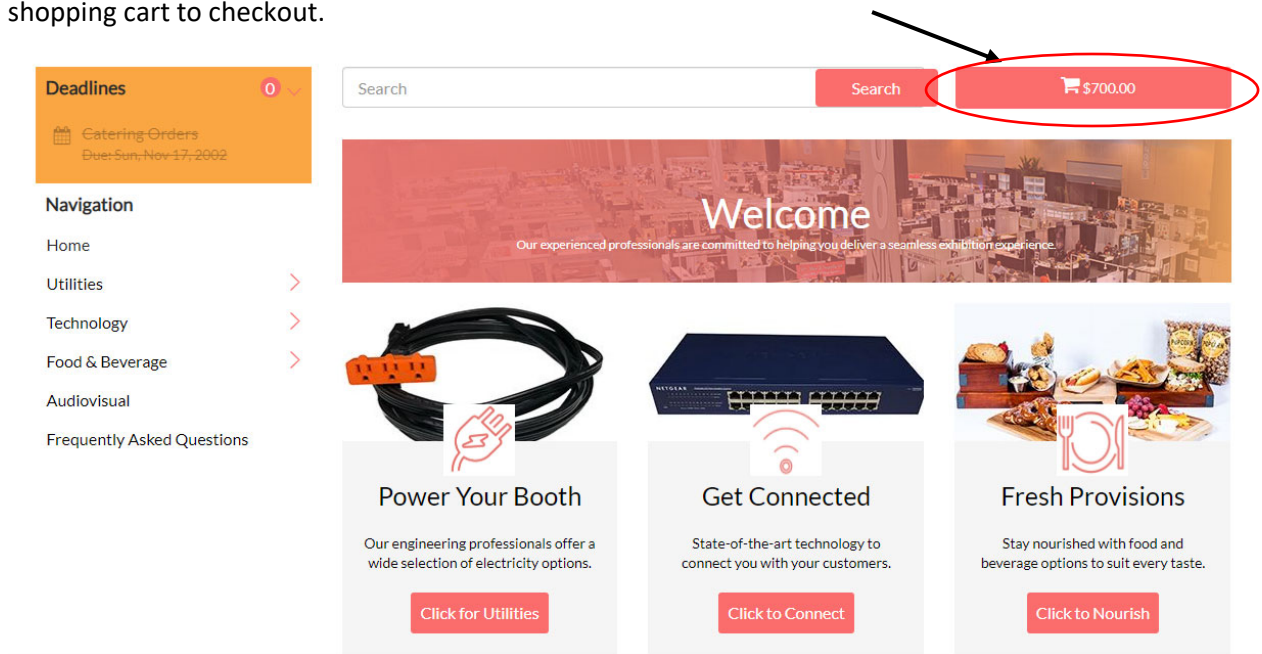 shopping cart to checkout.
Deadlines 0
Catering Orders
Due: Sun, Nov 17, 2002
Navigation
Home
Utilities
Technology
Food & Beverage
Audiovisual
Frequently Asked Questions
Search Search
$700.00
Welcome
Our experienced professionals are committed to helping you deliver a seamless exhibition experience.
NETGEAR
POPCORN
Power Your Booth
Our engineering professionals offer a
wide selection of electricity options.
Click for Utilities
Get Connected
State-of-the-art technology to
connect you with your customers.
Click to Connect
Fresh Provisions
Stay nourished with food and
beverage options to suit every taste.
Click to Nourish